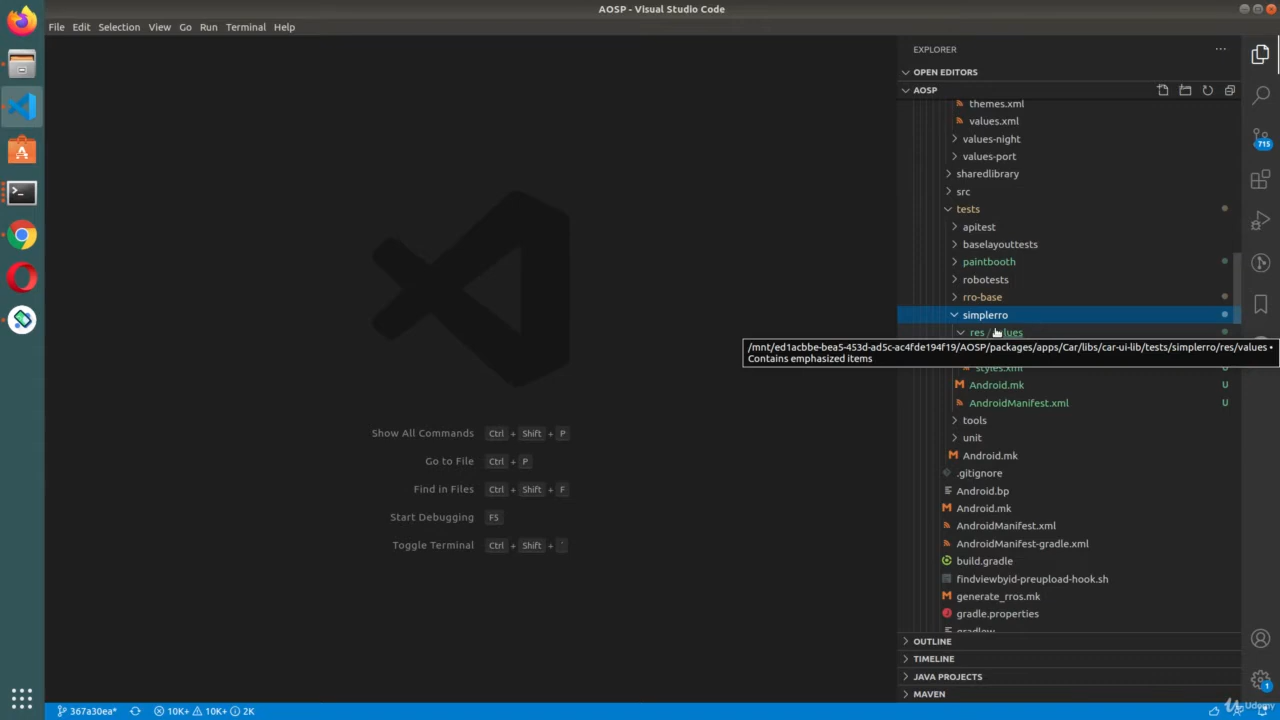 AOSP - Visual Studio Code
File Edit Selection View Go Run Terminal Help
EXPLORER
OPEN EDITORS
AOSP
themes.xml
values.xml
values-night
values-port
sharedlibrary
src
tests
apitest
baselayouttests
paintbooth
robotests
rro-base
simplerro
res / values
/mnt/ed1acbbe-bea5-453d-ad5c-ac4fde194f19/AOSP/packages/apps/Car/libs/car-ui-lib/tests/simplerro/res/values •
Contains emphasized items
styles.xml U
Android.mk U
AndroidManifest.xml U
tools
unit
Android.mk
.gitignore
Android.bp
Android.mk
AndroidManifest.xml
AndroidManifest-gradle.xml
build.gradle
findviewbyid-preupload-hook.sh
generate_rros.mk
gradle.properties
gradlew
OUTLINE
TIMELINE
JAVA PROJECTS
MAVEN
715
1
Show All Commands Ctrl + Shift + P
Go to File Ctrl + P
Find in Files Ctrl + Shift + F
Start Debugging F5
Toggle Terminal Ctrl + Shift + `
367a30ea* 10K+ 10K+ 2K
Udemy